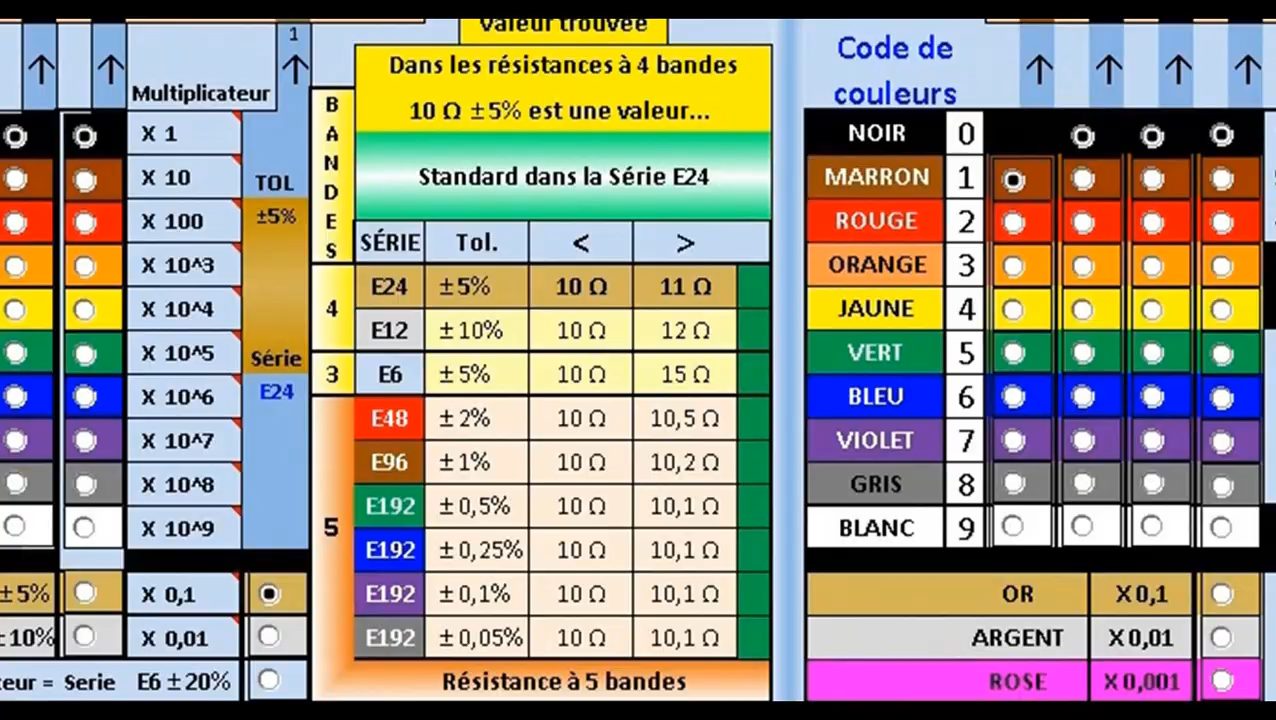 valeur trouvée
Dans les résistances à 4 bandes
10 Ω ±5% est une valeur...
Standard dans la Série E24
1
Multiplicateur
X 1
X 10
X 100
X 10^3
X 10^4
X 10^5
X 10^6
X 10^7
X 10^8
X 10^9
TOL
±5%
Série
E24
±5% X 0,1
±10% X 0,01
eur = Serie E6 ±20%
BANDES
SÉRIE Tol. < >
4
E24 ±5% 10 Ω 11 Ω
E12 ±10% 10 Ω 12 Ω
3 E6 ±5% 10 Ω 15 Ω
5
E48 ±2% 10 Ω 10,5 Ω
E96 ±1% 10 Ω 10,2 Ω
E192 ±0,5% 10 Ω 10,1 Ω
E192 ±0,25% 10 Ω 10,1 Ω
E192 ±0,1% 10 Ω 10,1 Ω
E192 ±0,05% 10 Ω 10,1 Ω
Résistance à 5 bandes
Code de
couleurs
NOIR 0
MARRON 1
ROUGE 2
ORANGE 3
JAUNE 4
VERT 5
BLEU 6
VIOLET 7
GRIS 8
BLANC 9
OR X 0,1
ARGENT X 0,01
ROSE X 0,001